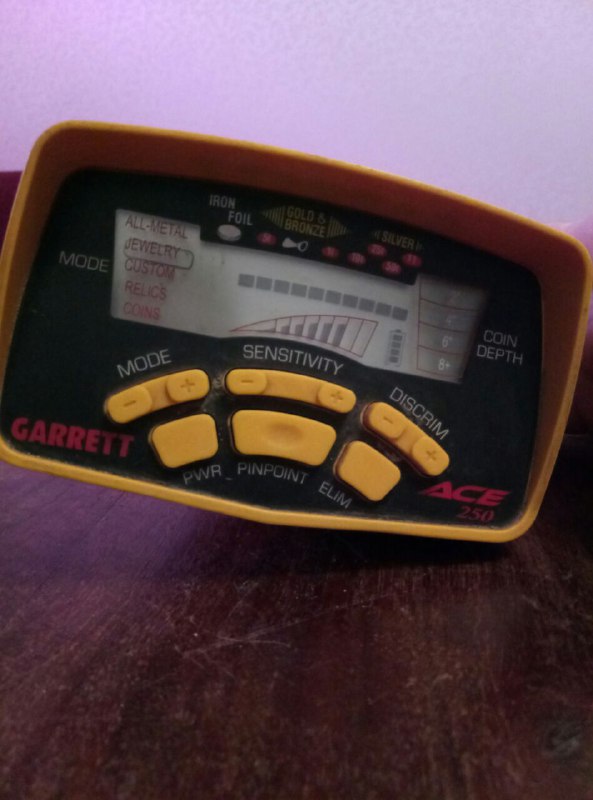 IRON
FOIL
GOLD &
BRONZE
SILVER
MODE
ALL-METAL
JEWELRY
CUSTOM
RELICS
COINS
4"
6"
8+
COIN
DEPTH
MODE
SENSITIVITY
DISCRIM
- +
- +
- +
GARRETT
PWR
PINPOINT
ELIM
ACE
250